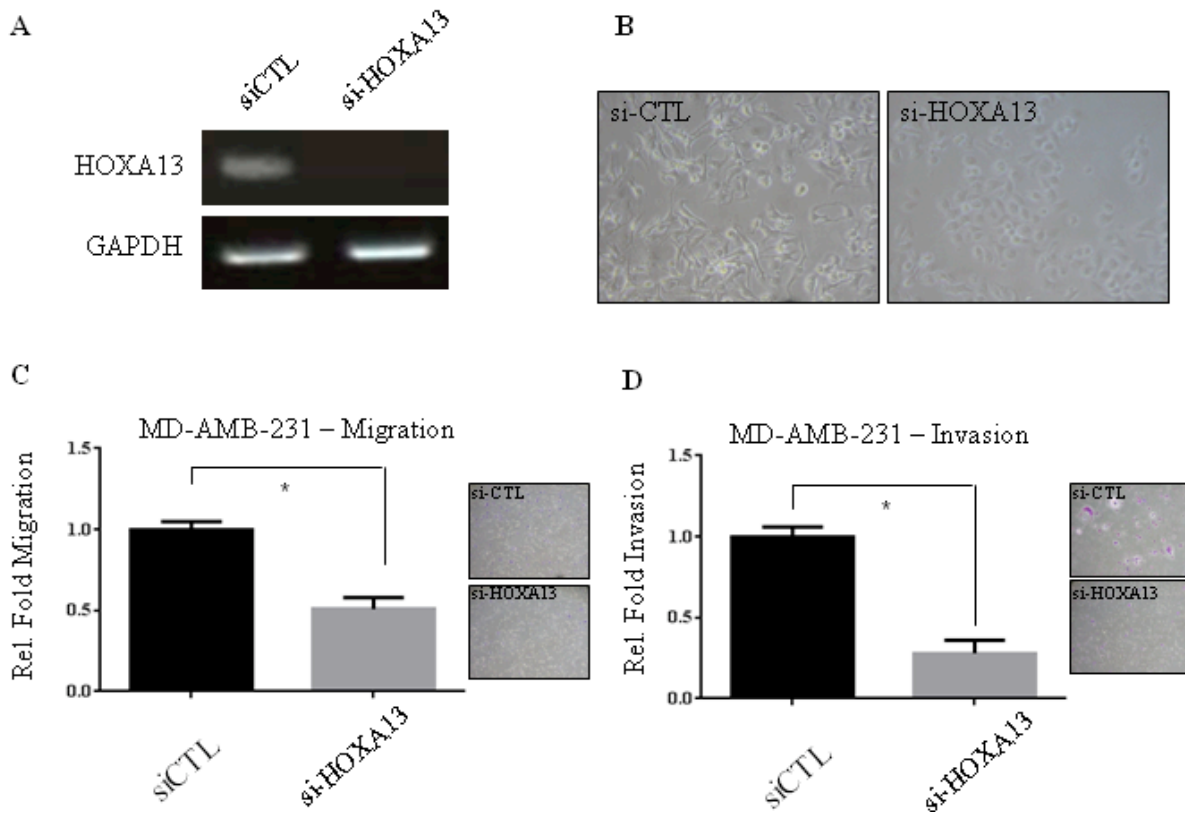 A
siCTL
si-HOXA13
HOXA13
GAPDH
B
si-CTL
si-HOXA13
C
MD-AMB-231 – Migration
Rel. Fold Migration
1.5
1.0
0.5
0.0
*
siCTL
si-HOXA13
si-CTL
si-HOXA13
D
MD-AMB-231 – Invasion
Rel. Fold Invasion
1.5
1.0
0.5
0.0
*
siCTL
si-HOXA13
si-CTL
si-HOXA13